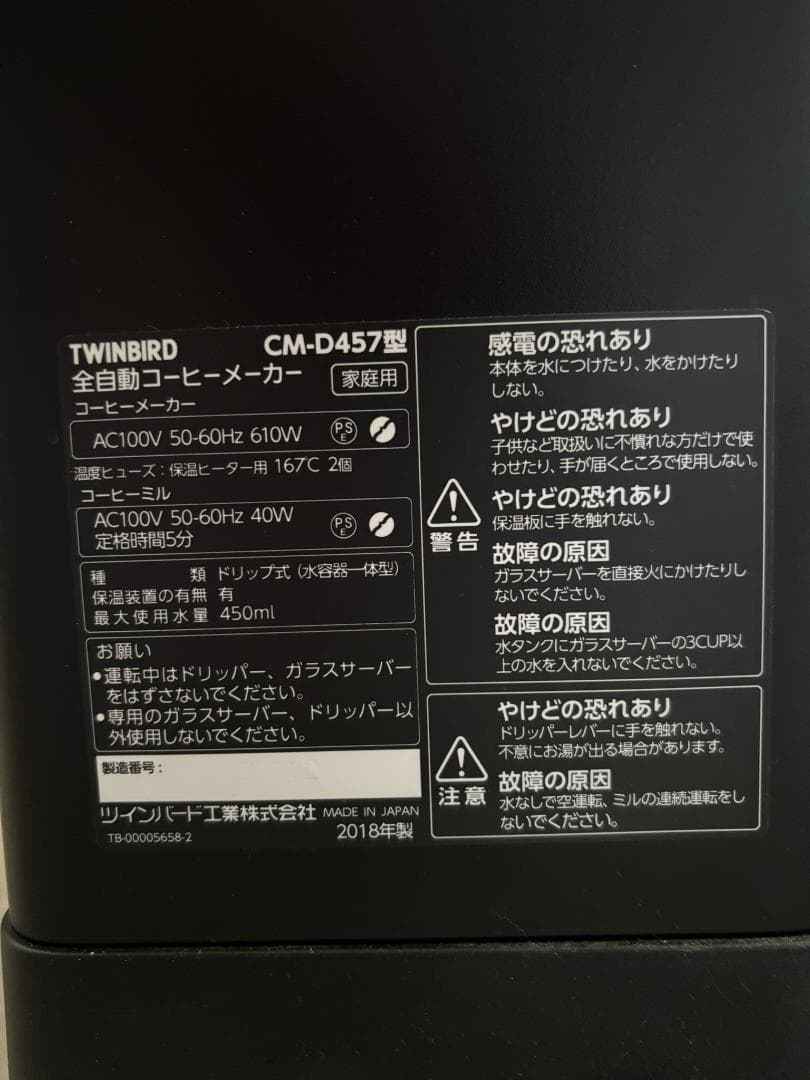 TWINBIRD CM-D457型
全自動コーヒーメーカー 家庭用
コーヒーメーカー
AC100V 50-60Hz 610W PSE
温度ヒューズ：保温ヒーター用 167℃ 2個
コーヒーミル
AC100V 50-60Hz 40W PSE
定格時間5分
種類 ドリップ式（水容器一体型）
保温装置の有無 有
最大使用水量 450ml
お願い
●運転中はドリッパー、ガラスサーバー
をはずさないでください。
●専用のガラスサーバー、ドリッパー以
外使用しないでください。
製造番号：
ツインバード工業株式会社 MADE IN JAPAN
TB-00005658-2 2018年製
警告
感電の恐れあり
本体を水につけたり、水をかけたり
しない。
やけどの恐れあり
子供など取扱いに不慣れな方だけで使
わせたり、手が届くところで使用しない。
やけどの恐れあり
保温板に手を触れない。
故障の原因
ガラスサーバーを直接火にかけたりし
ないでください。
故障の原因
水タンクにガラスサーバーの3CUP以
上の水を入れないでください。
注意
やけどの恐れあり
ドリッパーレバーに手を触れない。
不意にお湯が出る場合があります。
故障の原因
水なしで空運転、ミルの連続運転をし
ないでください。